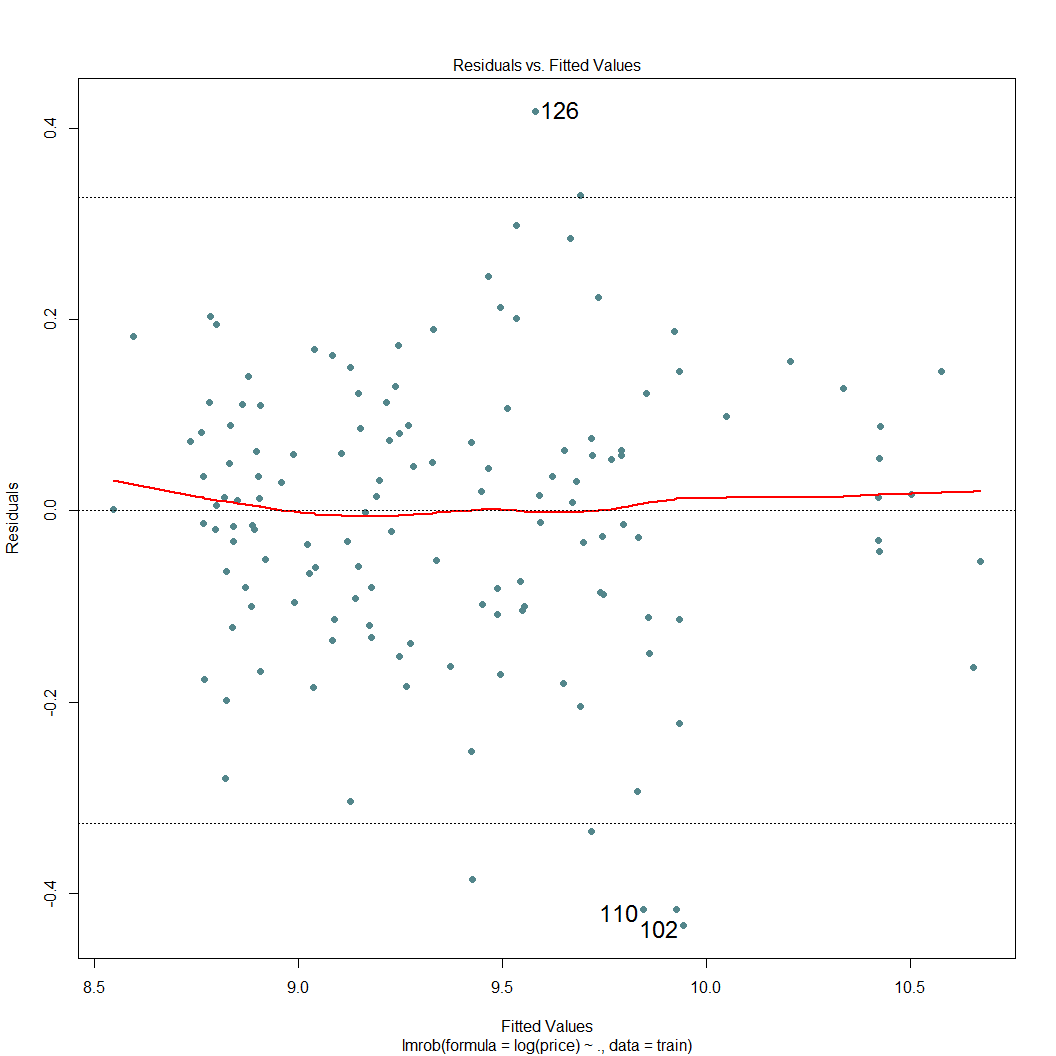 Residuals vs. Fitted Values
126
0.4
0.2
0.0
-0.2
-0.4
Residuals
110
102
8.5 9.0 9.5 10.0 10.5
Fitted Values
lmrob(formula = log(price) ~ ., data = train)